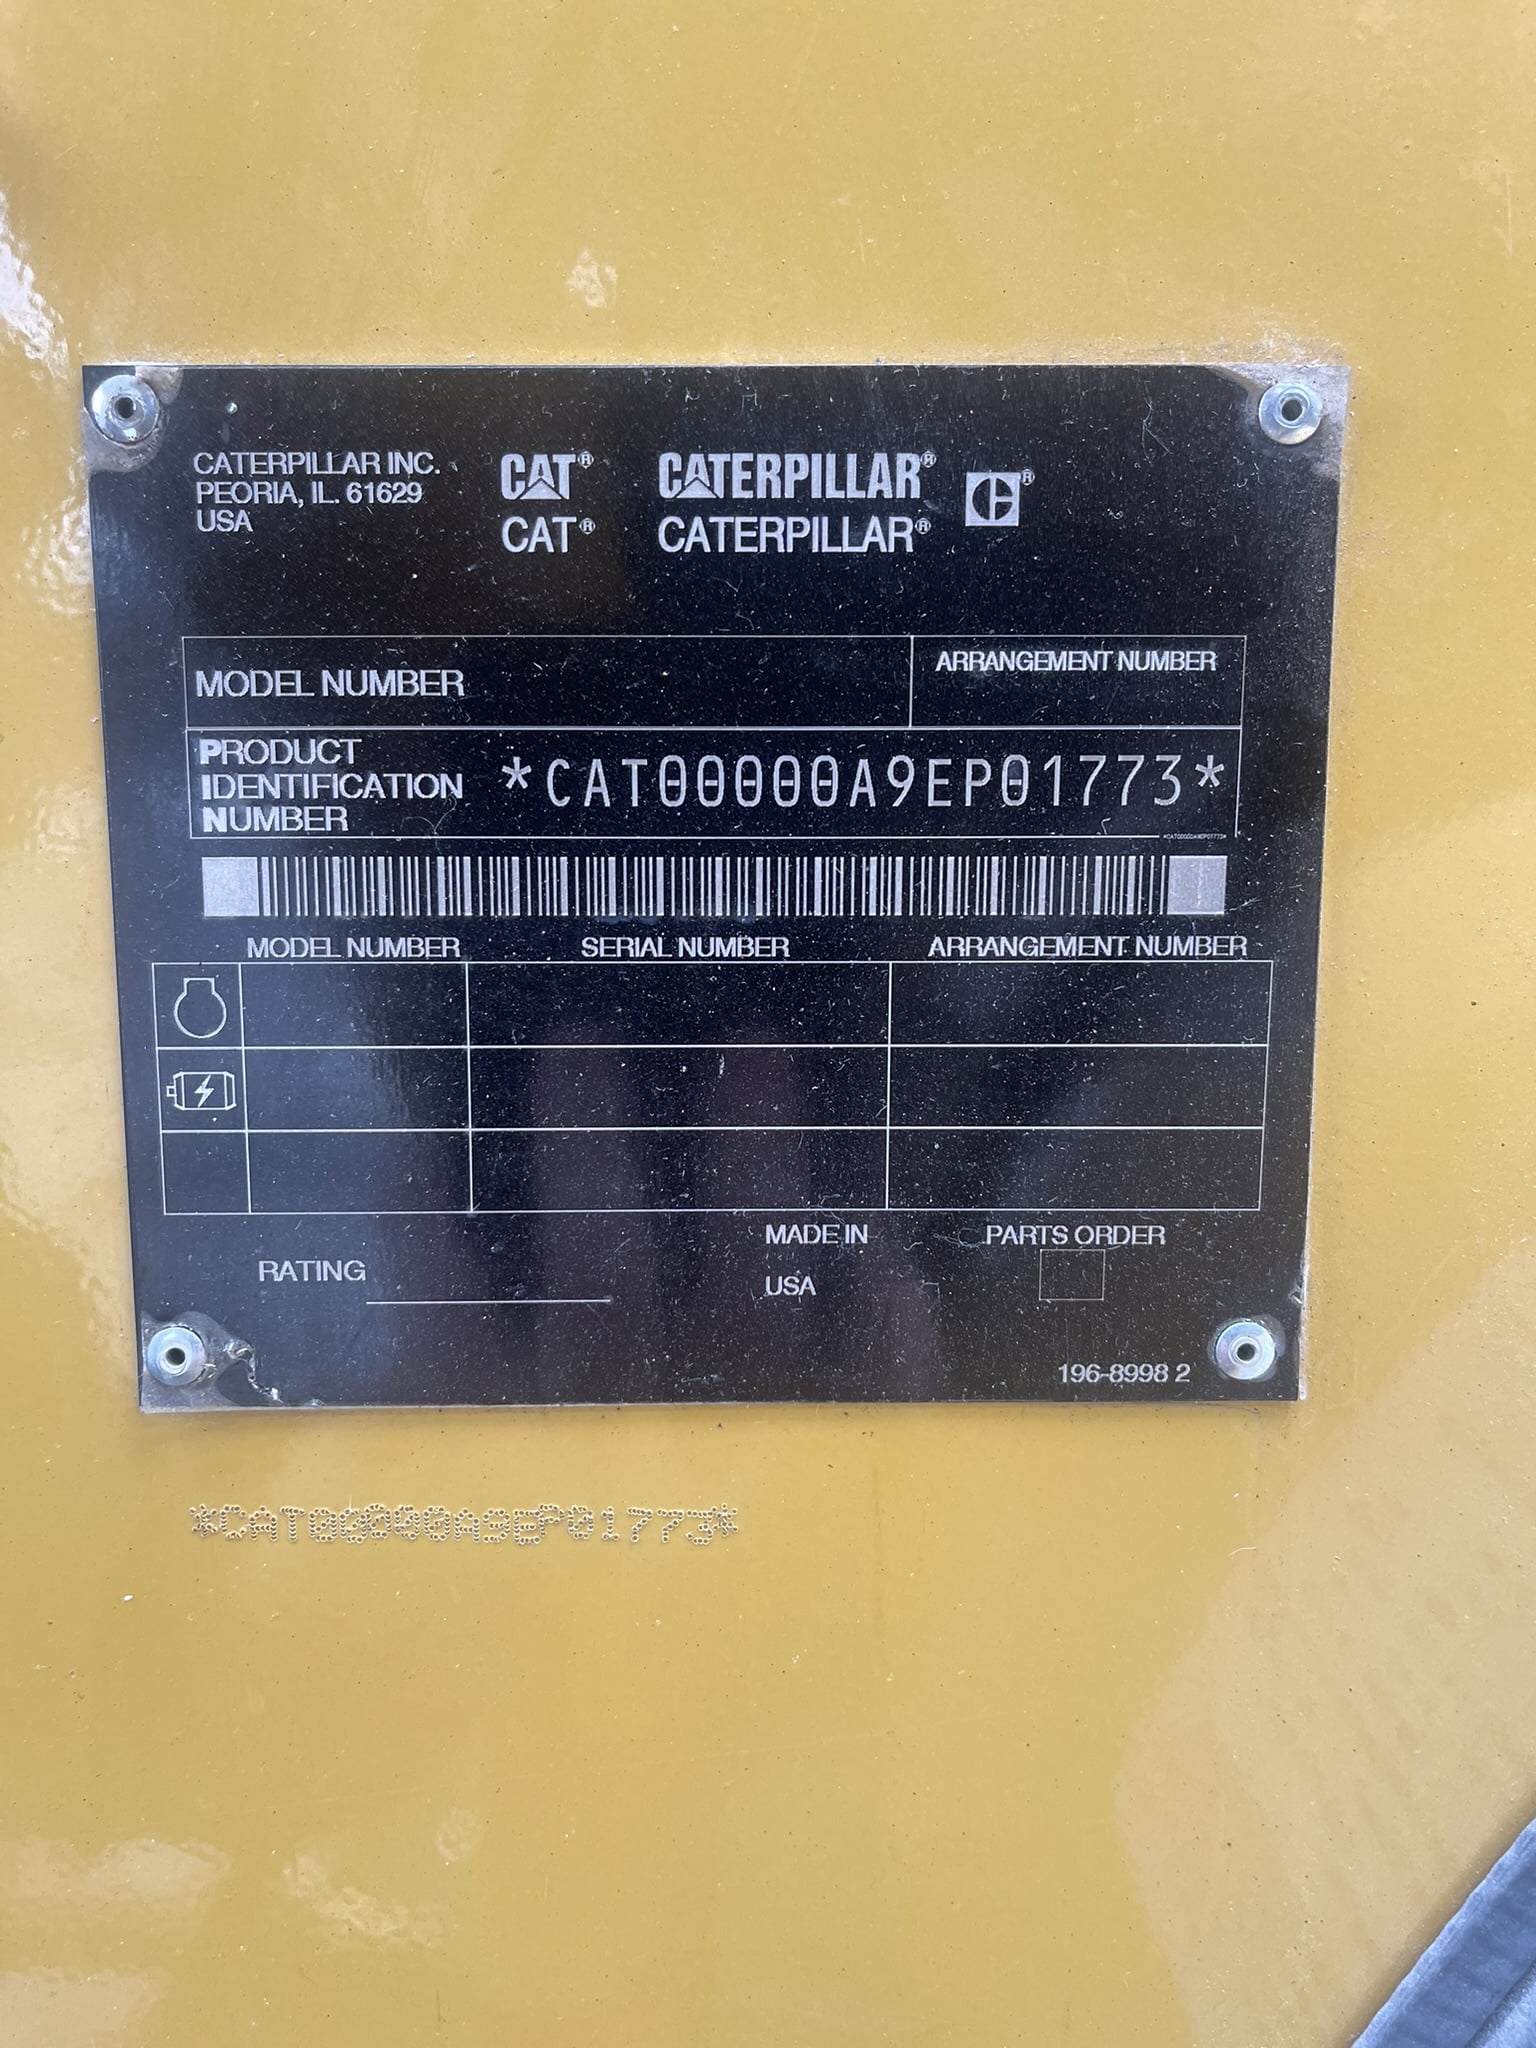 CATERPILLAR INC.
PEORIA, IL. 61629
USA
CAT®
CAT®
CATERPILLAR®
CATERPILLAR®
C®
MODEL NUMBER
ARRANGEMENT NUMBER
PRODUCT
IDENTIFICATION
NUMBER
*CAT00000A9EP01773*
*CAT00000A9EP01773*
MODEL NUMBER SERIAL NUMBER ARRANGEMENT NUMBER
RATING
MADE IN
USA
PARTS ORDER
196-8998 2
*CAT00000A9EP01773*